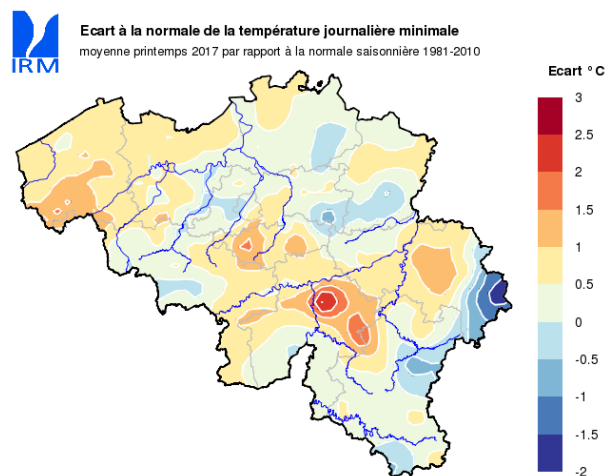 Ecart à la normale de la température journalière minimale
moyenne printemps 2017 par rapport à la normale saisonnière 1981-2010
IRM
Ecart °C
3
2.5
2
1.5
1
0.5
0
-0.5
-1
-1.5
-2